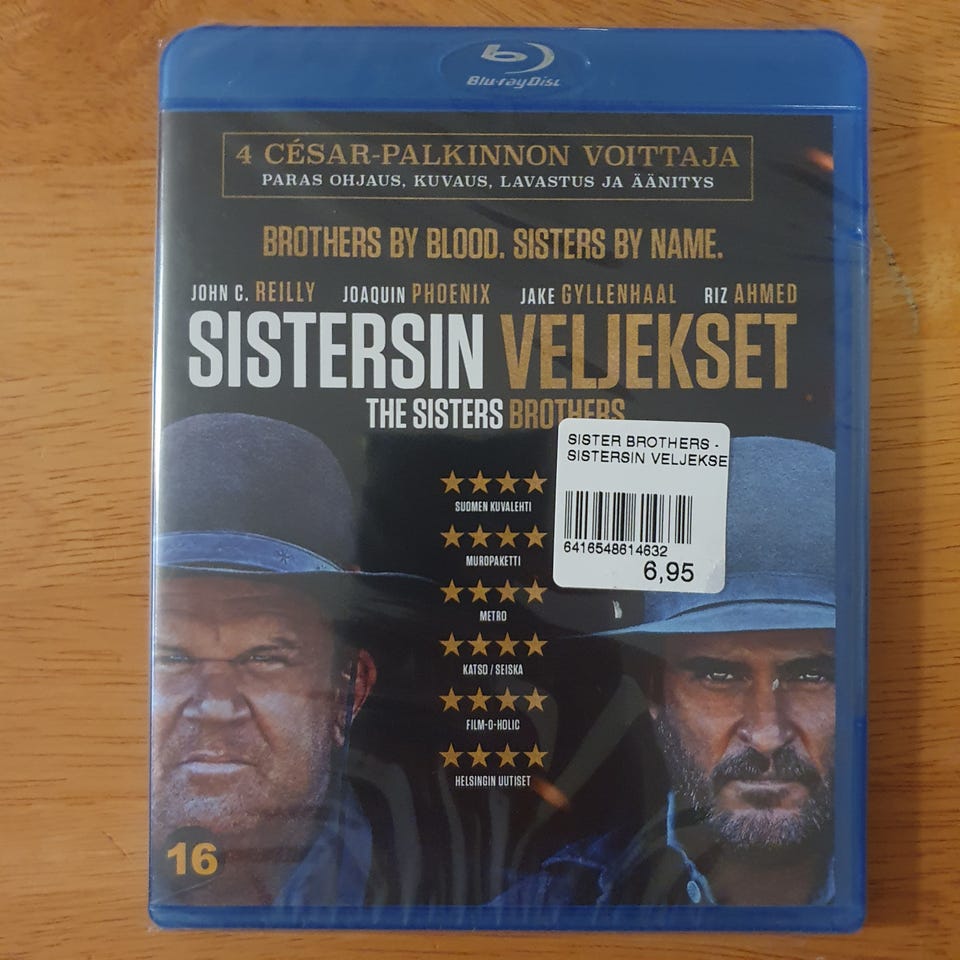 Blu-ray Disc
4 CÉSAR-PALKINNON VOITTAJA
PARAS OHJAUS, KUVAUS, LAVASTUS JA ÄÄNITYS
BROTHERS BY BLOOD. SISTERS BY NAME.
JOHN C. REILLY JOAQUIN PHOENIX JAKE GYLLENHAAL RIZ AHMED
SISTERSIN VELJEKSET
THE SISTERS BROTHERS
SISTER BROTHERS -
SISTERSIN VELJEKSE
6416548614632
6,95
SUOMEN KUVALEHTI
MUROPAKETTI
METRO
KATSO / SEISKA
FILM-O-HOLIC
HELSINGIN UUTISET
16